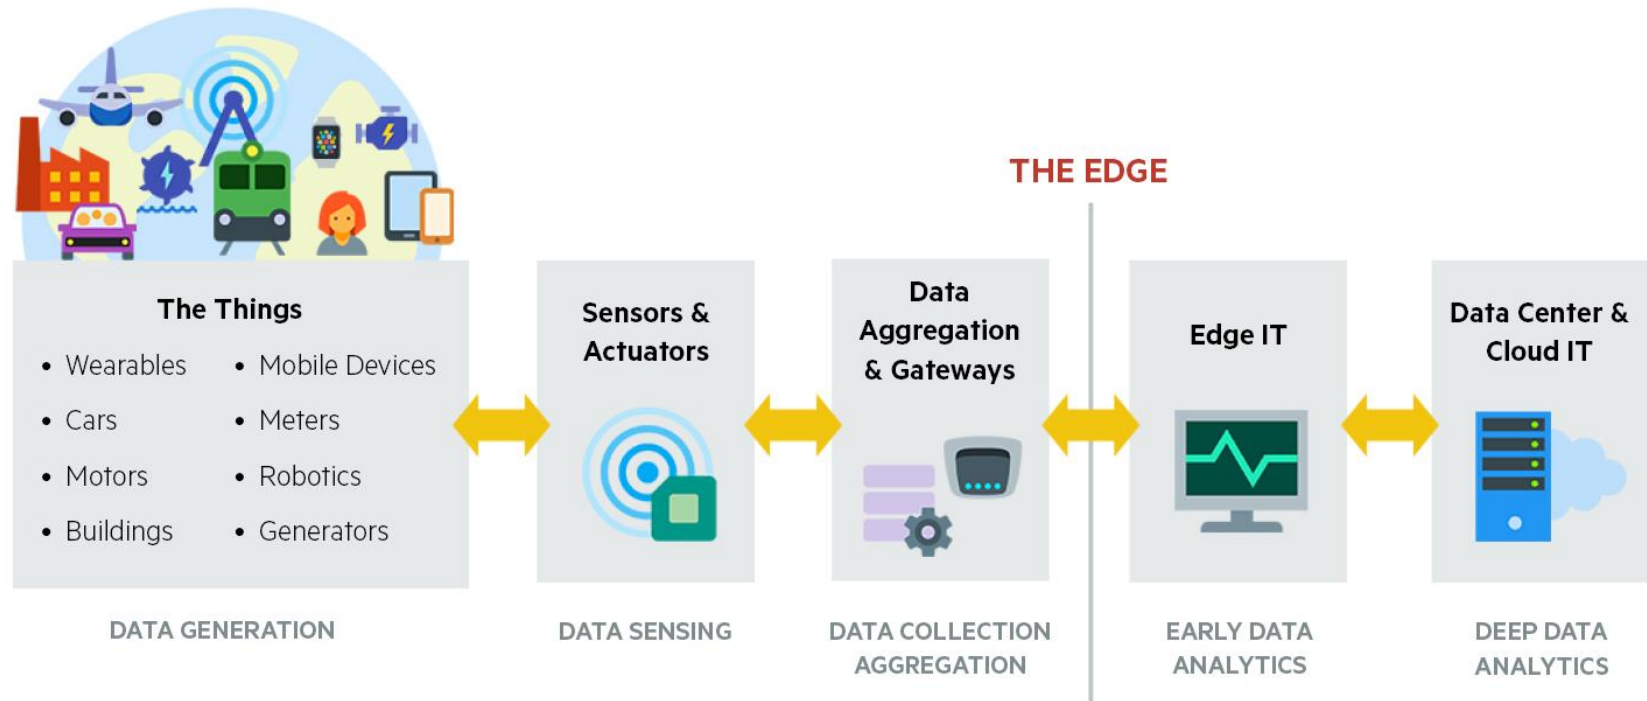 THE EDGE
The Things
• Wearables
• Cars
• Motors
• Buildings
• Mobile Devices
• Meters
• Robotics
• Generators
DATA GENERATION
Sensors &
Actuators
DATA SENSING
Data
Aggregation
& Gateways
DATA COLLECTION
AGGREGATION
Edge IT
EARLY DATA
ANALYTICS
Data Center &
Cloud IT
DEEP DATA
ANALYTICS